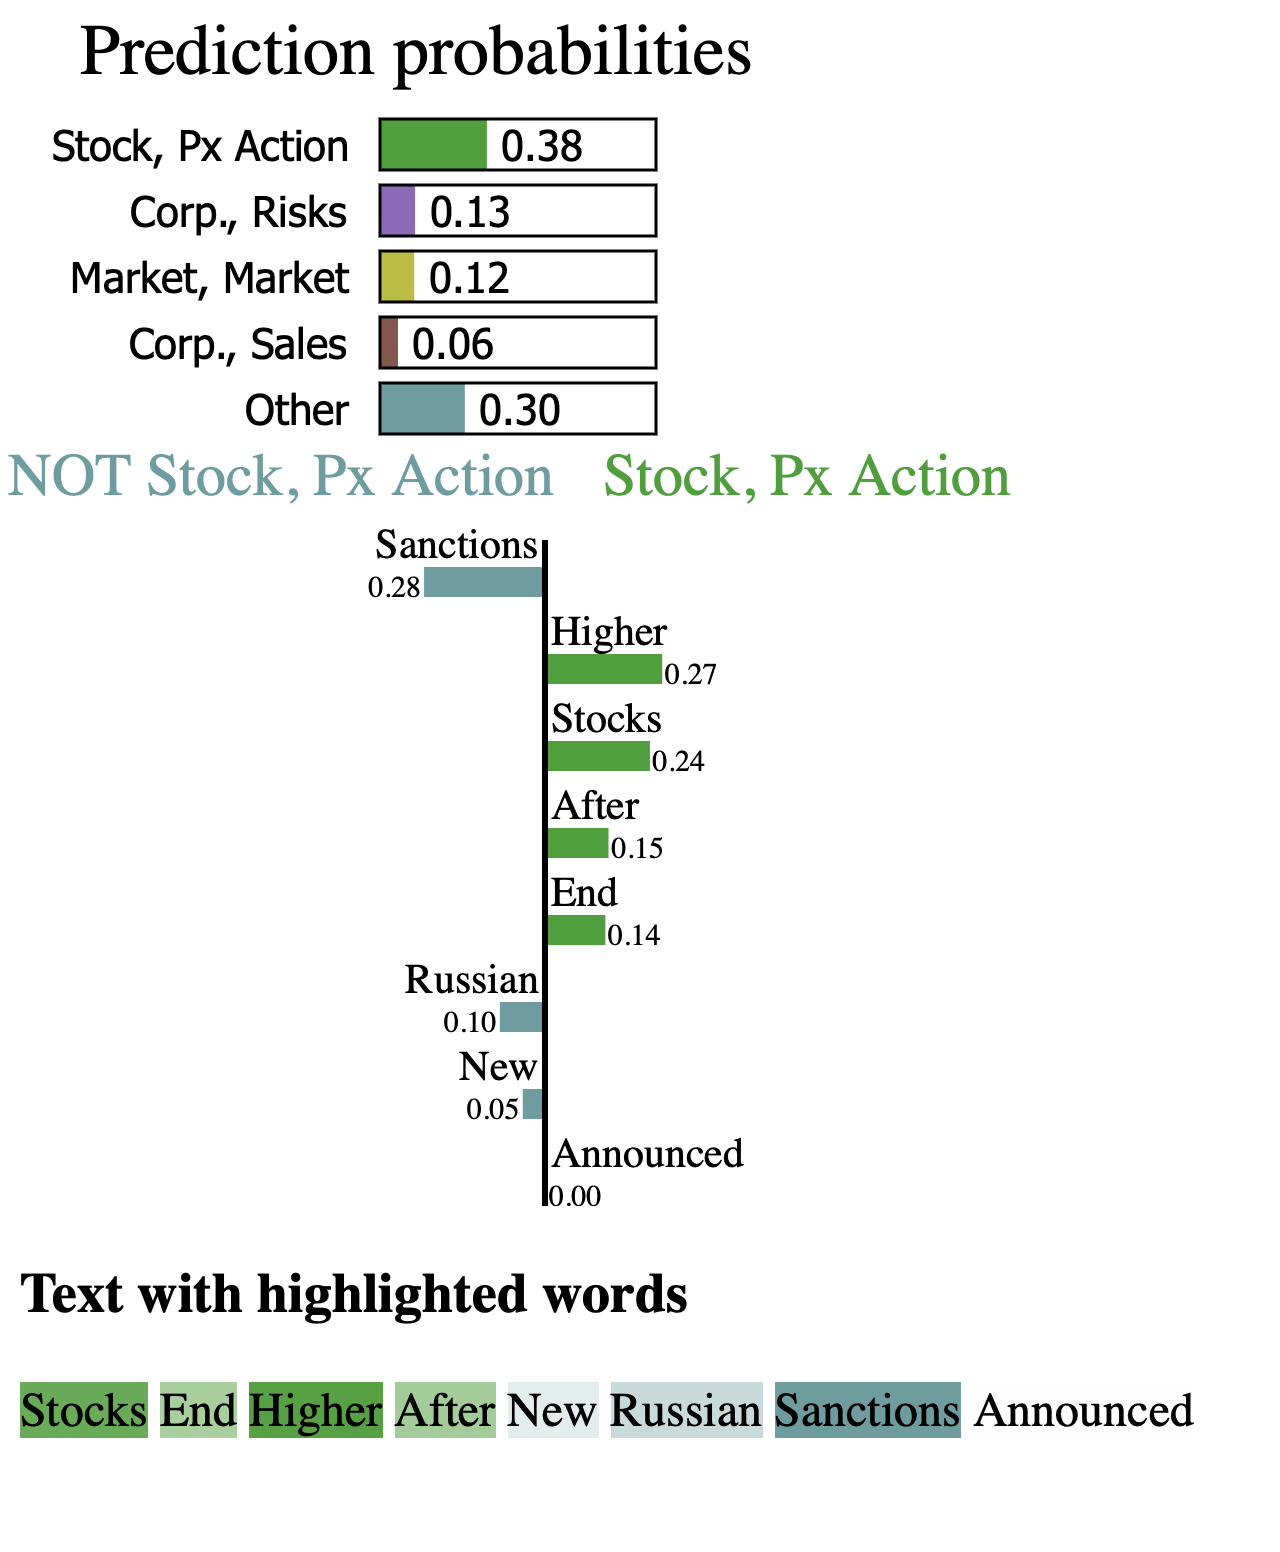 Prediction probabilities
Stock, Px Action 0.38
Corp., Risks 0.13
Market, Market 0.12
Corp., Sales 0.06
Other 0.30
NOT Stock, Px Action Stock, Px Action
Sanctions
0.28
Higher
0.27
Stocks
0.24
After
0.15
End
0.14
Russian
0.10
New
0.05
Announced
0.00
Text with highlighted words
Stocks End Higher After New Russian Sanctions Announced